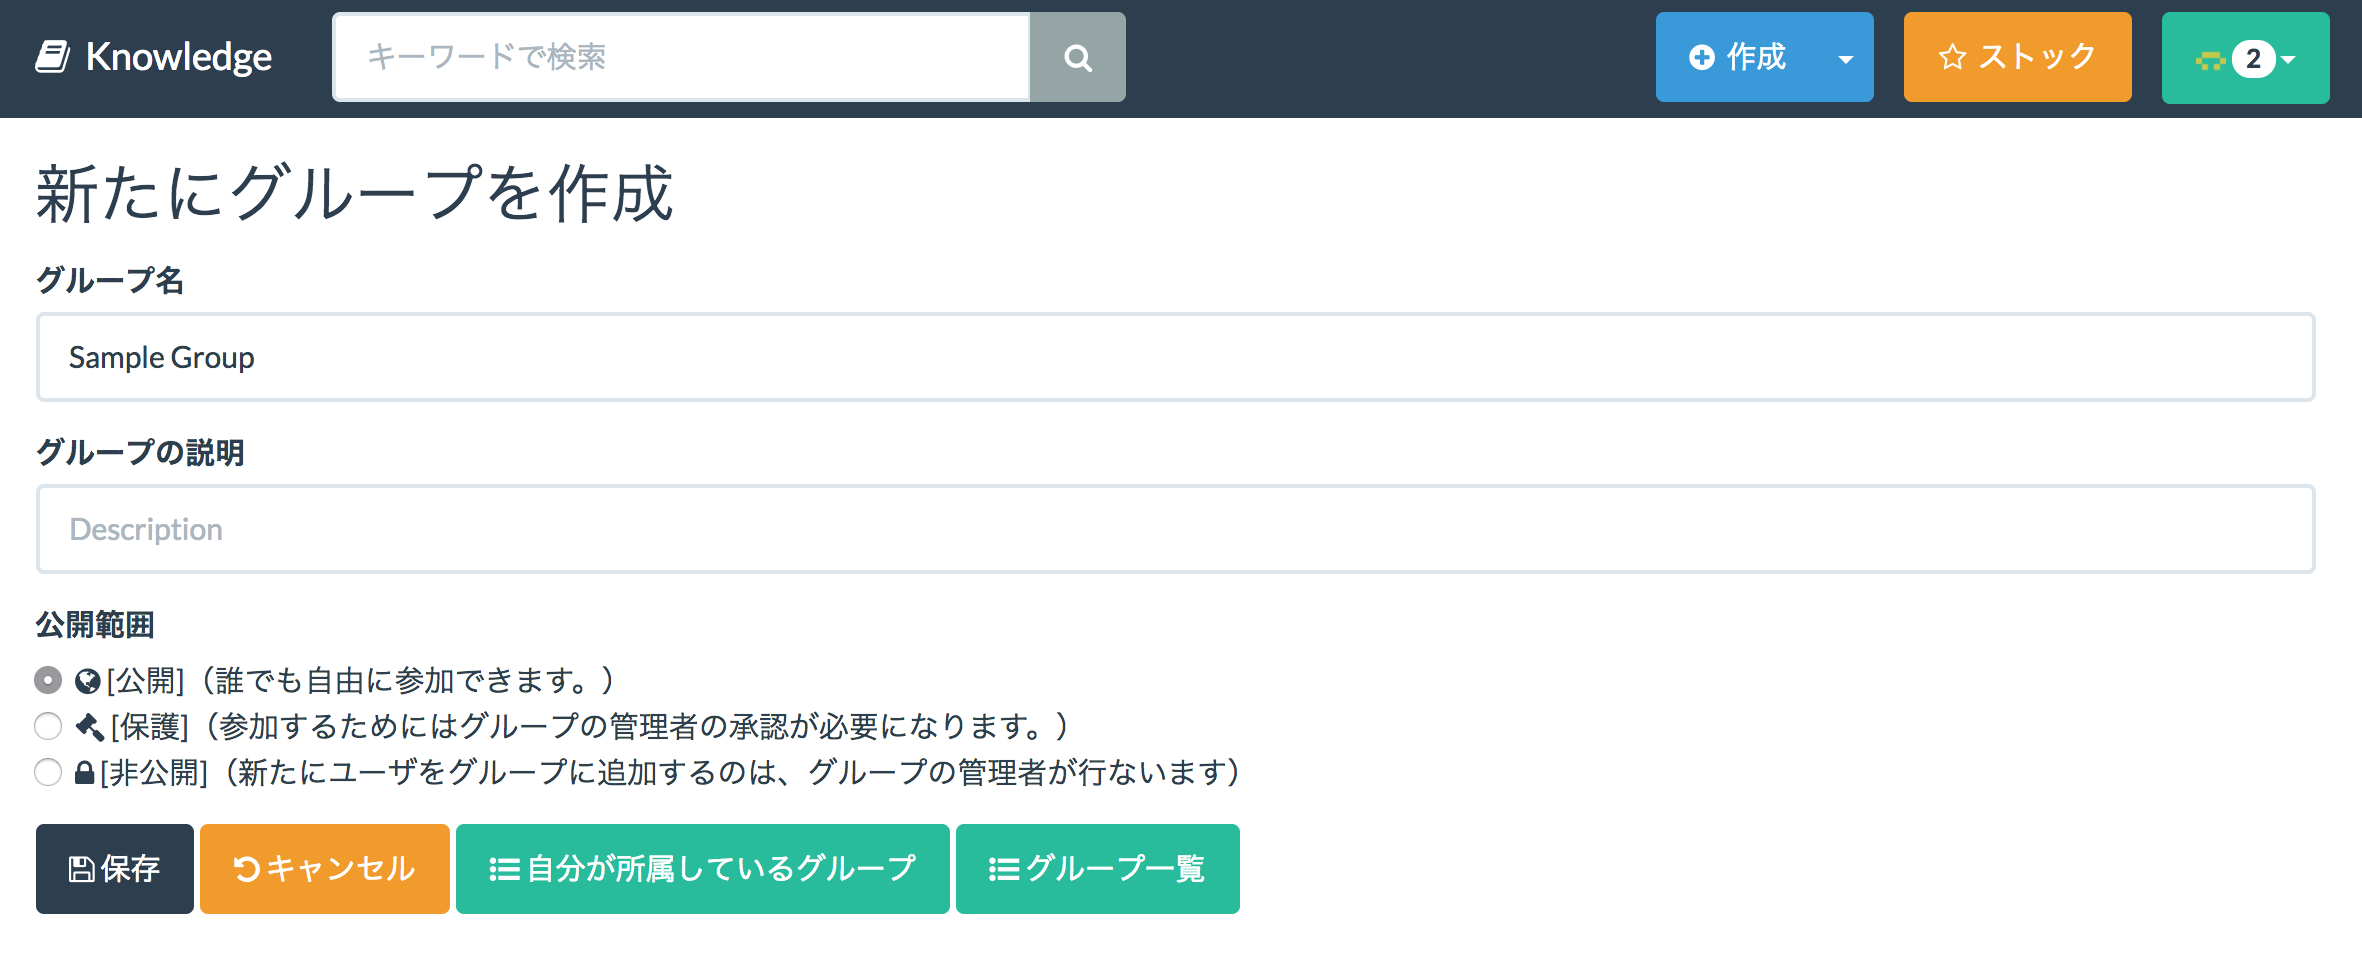 Knowledge
キーワードで検索
作成
ストック
2
新たにグループを作成
グループ名
Sample Group
グループの説明
Description
公開範囲
[公開]（誰でも自由に参加できます。）
[保護]（参加するためにはグループの管理者の承認が必要になります。）
[非公開]（新たにユーザをグループに追加するのは、グループの管理者が行ないます）
保存
キャンセル
自分が所属しているグループ
グループ一覧